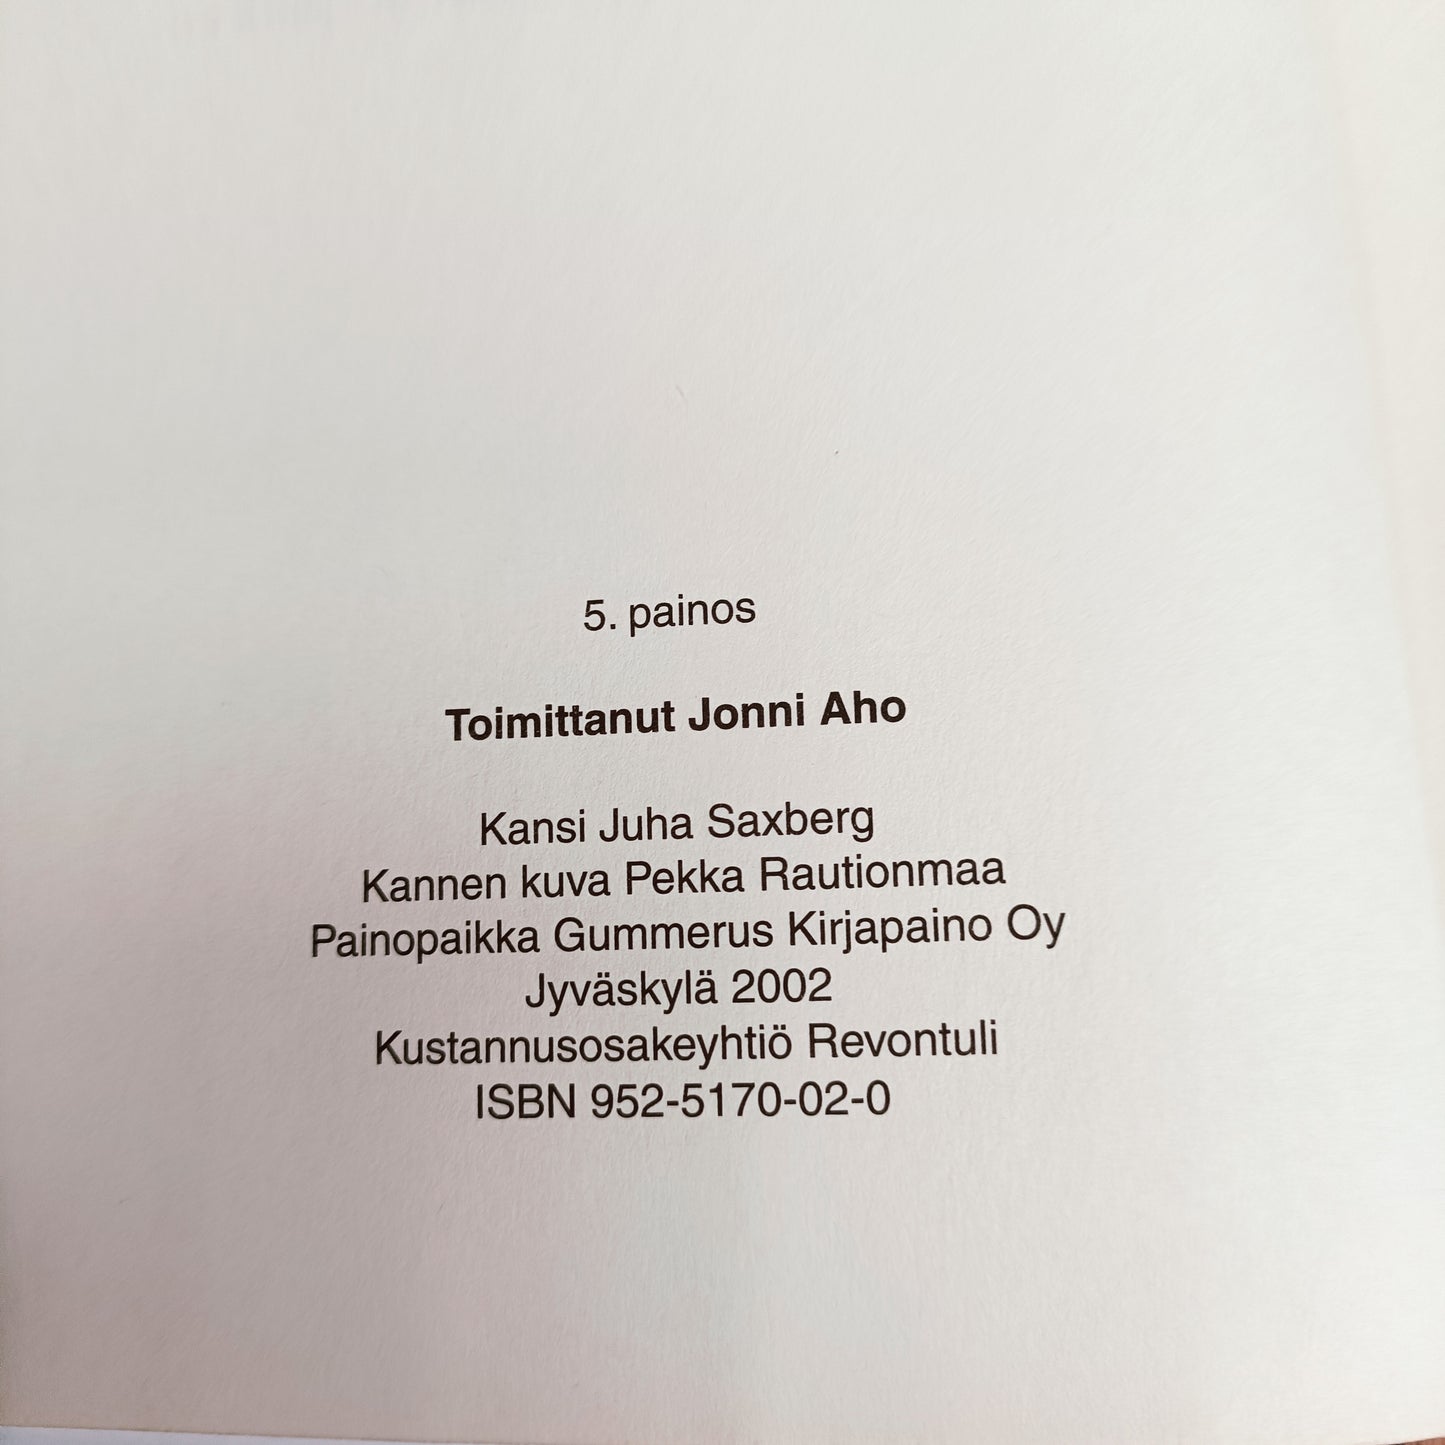 5. painos
Toimittanut Jonni Aho
Kansi Juha Saxberg
Kannen kuva Pekka Rautionmaa
Painopaikka Gummerus Kirjapaino Oy
Jyväskylä 2002
Kustannusosakeyhtiö Revontuli
ISBN 952-5170-02-0